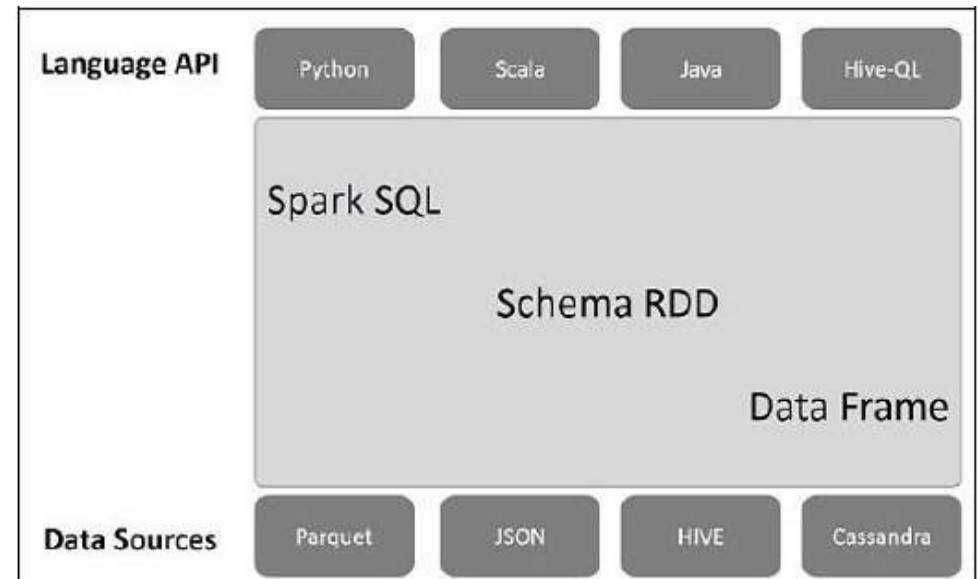 Language API Python Scala Java Hive-QL
Spark SQL
Schema RDD
Data Frame
Data Sources Parquet JSON HIVE Cassandra